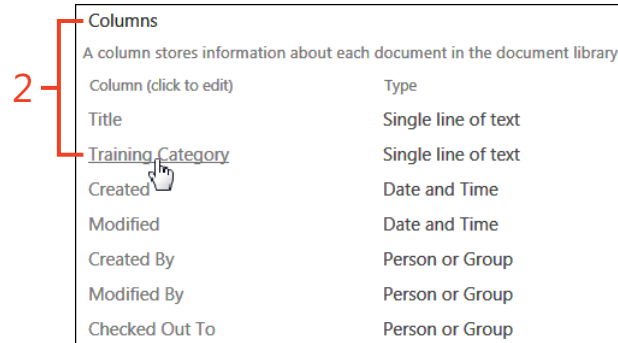 Columns
A column stores information about each document in the document library
2
Column (click to edit) Type
Title Single line of text
Training Category Single line of text
Created Date and Time
Modified Date and Time
Created By Person or Group
Modified By Person or Group
Checked Out To Person or Group